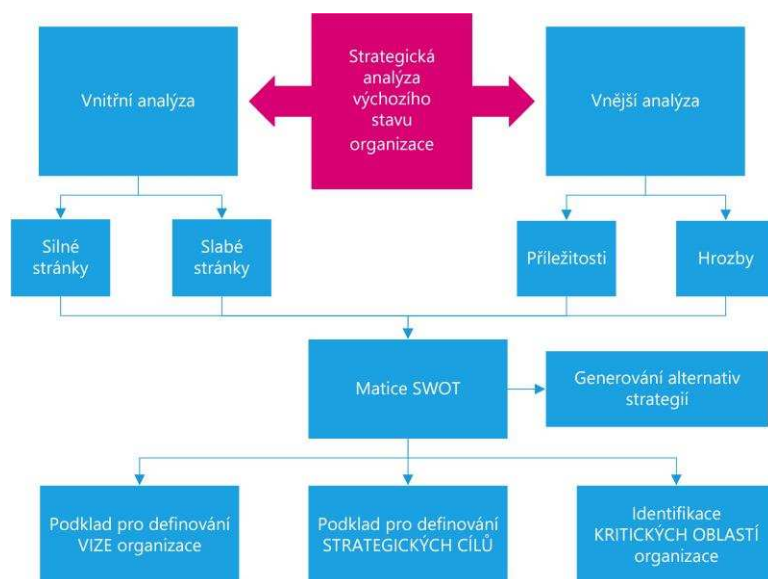 Strategická
analýza
výchozího
stavu
organizace
Vnitřní analýza
Vnější analýza
Silné
stránky
Slabé
stránky
Příležitosti
Hrozby
Matice SWOT
Generování alternativ
strategií
Podklad pro definování
VIZE organizace
Podklad pro definování
STRATEGICKÝCH CÍLŮ
Identifikace
KRITICKÝCH OBLASTÍ
organizace